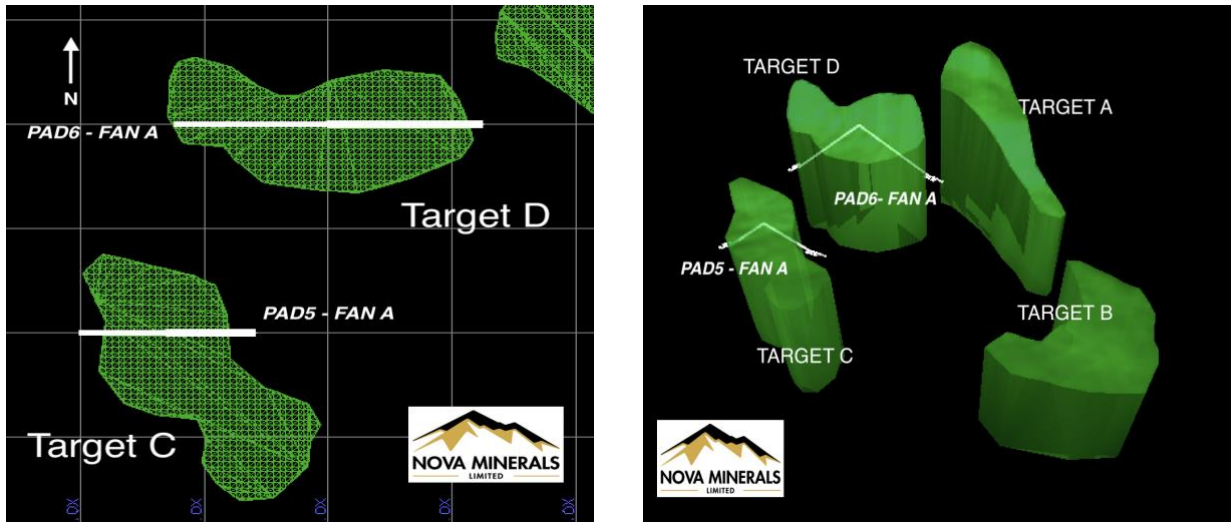 N
PAD6 - FAN A
Target D
PAD5 - FAN A
Target C
NOVA MINERALS
LIMITED
TARGET D
TARGET A
PAD6- FAN A
PAD5 - FAN A
TARGET B
TARGET C
NOVA MINERALS
LIMITED